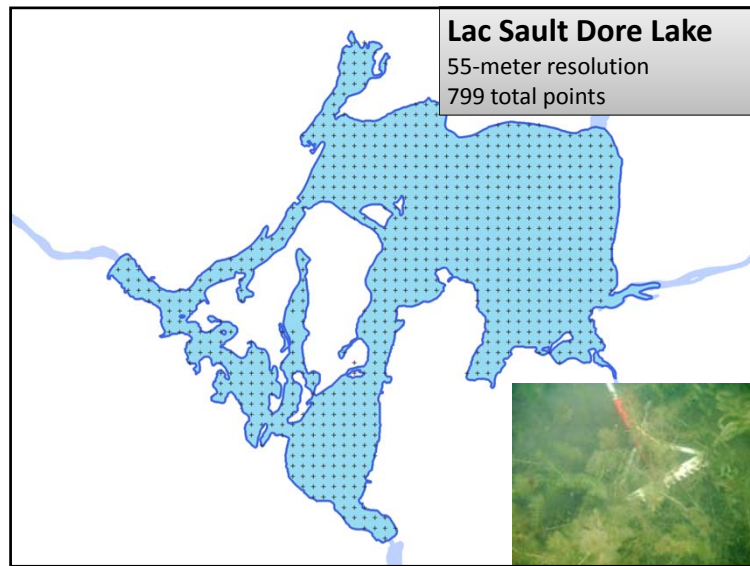 Lac Sault Dore Lake
55-meter resolution
799 total points